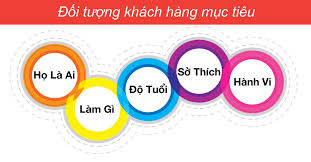 Đối tượng khách hàng mục tiêu
Họ Là Ai
Làm Gì
Độ Tuổi
Sở Thích
Hành Vi